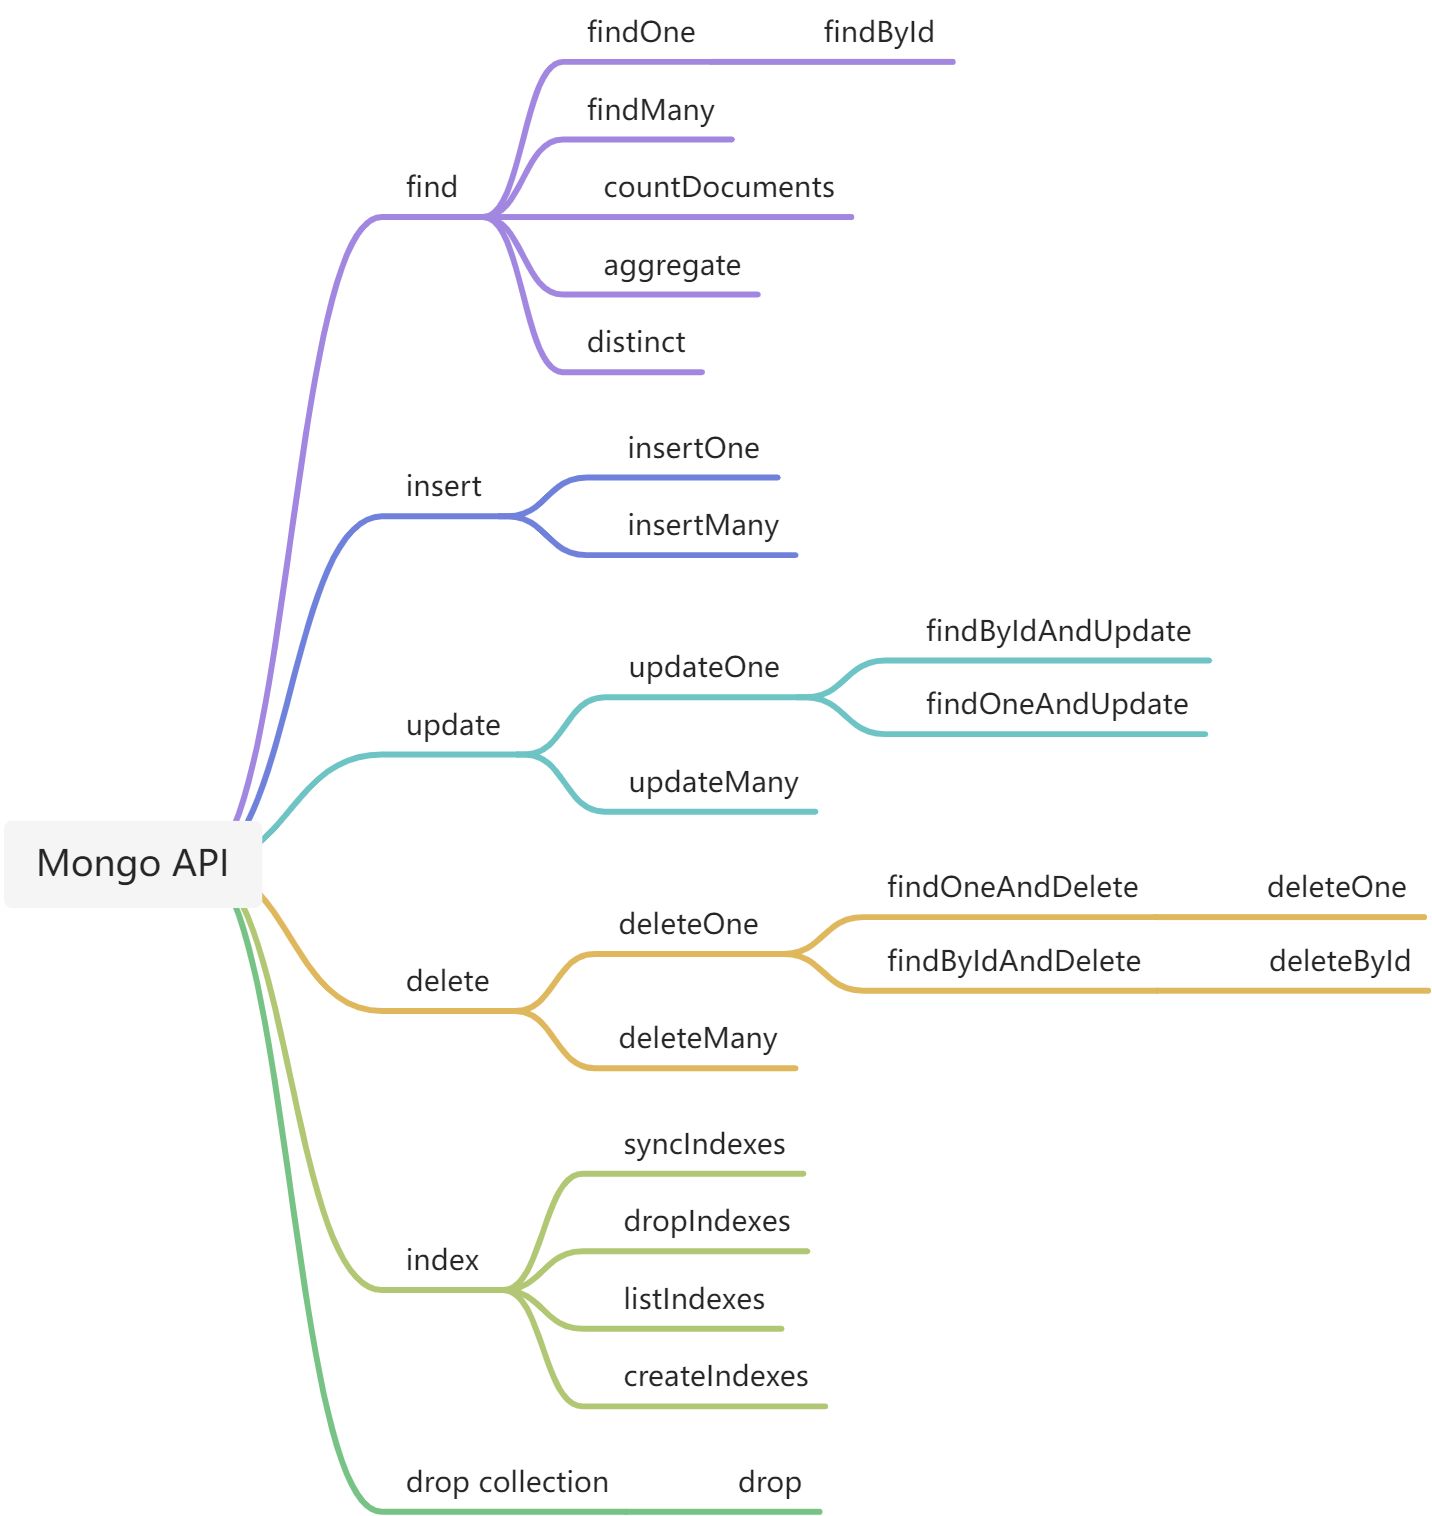 Mongo API
find
findOne
findById
findMany
countDocuments
aggregate
distinct
insert
insertOne
insertMany
update
updateOne
findByIdAndUpdate
findOneAndUpdate
updateMany
delete
deleteOne
findOneAndDelete
deleteOne
findByIdAndDelete
deleteById
deleteMany
index
syncIndexes
dropIndexes
listIndexes
createIndexes
drop collection
drop